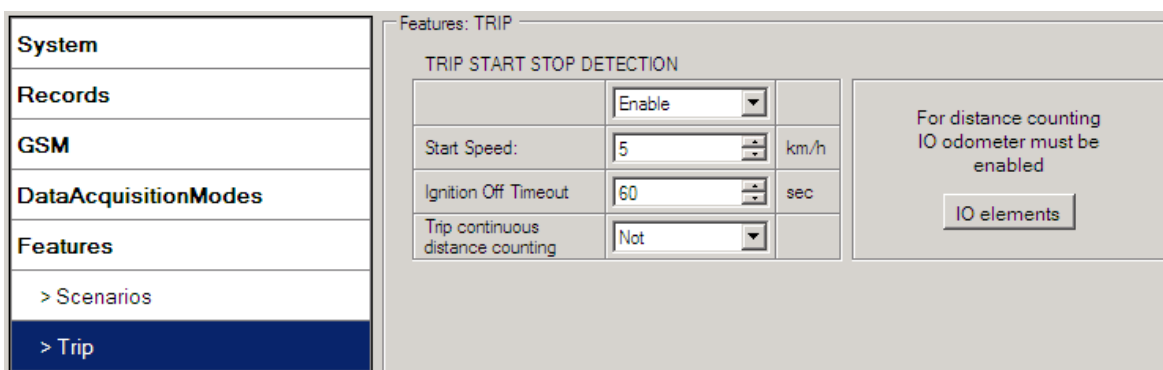 System
Records
GSM
DataAcquisitionModes
Features
> Scenarios
> Trip
Features: TRIP
TRIP START STOP DETECTION
Enable
Start Speed:
5
km/h
Ignition Off Timeout
60
sec
Trip continuous
distance counting
Not
For distance counting
IO odometer must be
enabled
IO elements